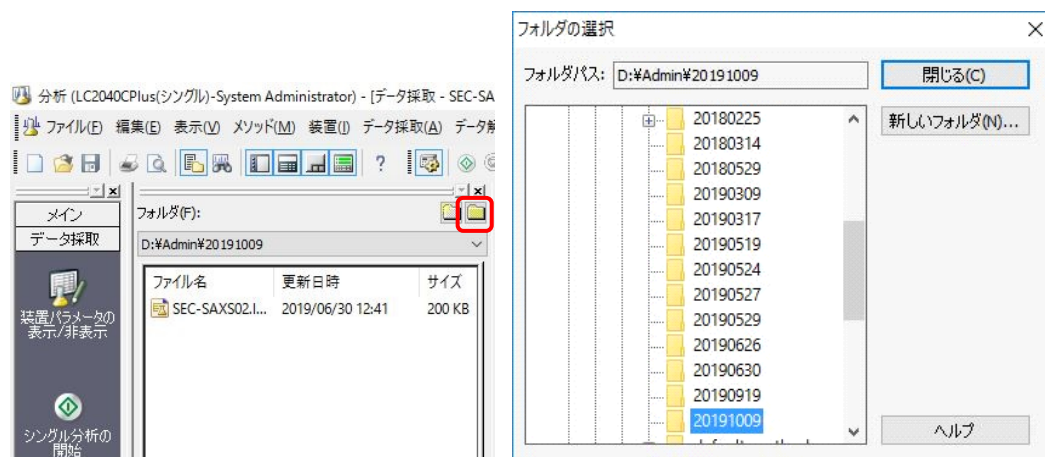 分析 (LC2040CPlus(シングル)-System Administrator) - [データ採取 - SEC-SA
ファイル(F) 編集(E) 表示(V) メソッド(M) 装置(I) データ採取(A) データ解
メイン
データ採取
装置パラメータの
表示/非表示
シングル分析の
開始
フォルダ(F):
D:¥Admin¥20191009
ファイル名 更新日時 サイズ
SEC-SAXS02.l... 2019/06/30 12:41 200 KB
フォルダの選択
フォルダパス: D:¥Admin¥20191009
閉じる(C)
新しいフォルダ(N)...
20180225
20180314
20180529
20190309
20190317
20190519
20190524
20190527
20190529
20190626
20190630
20190919
20191009
ヘルプ